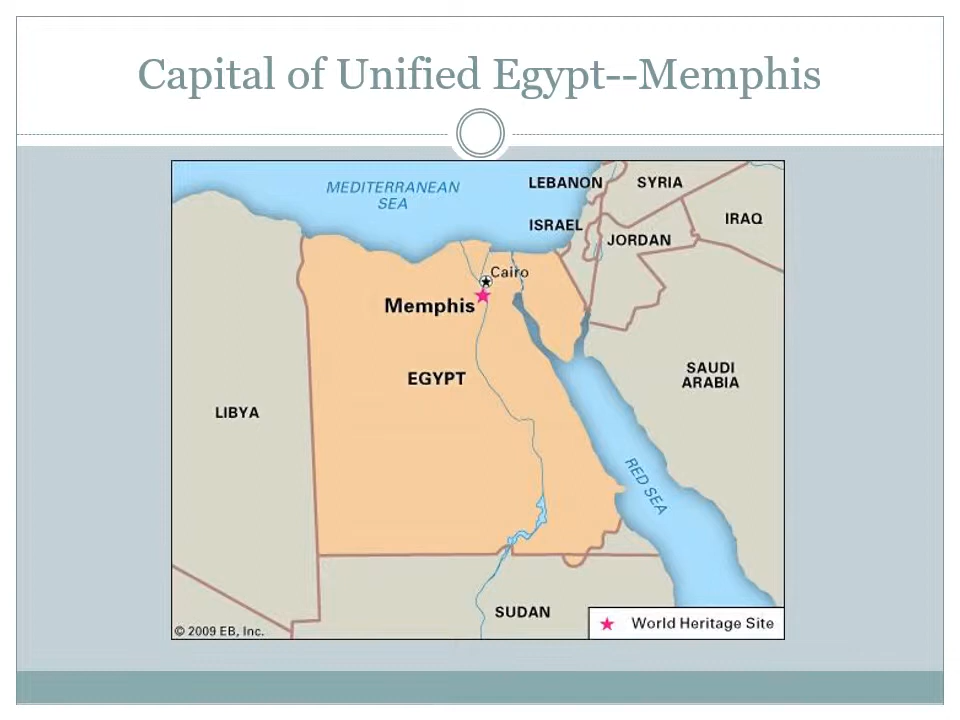 Capital of Unified Egypt--Memphis
MEDITERRANEAN
SEA
LEBANON
SYRIA
ISRAEL
IRAQ
JORDAN
Cairo
Memphis
EGYPT
SAUDI
ARABIA
LIBYA
RED SEA
SUDAN
World Heritage Site
© 2009 EB, Inc.